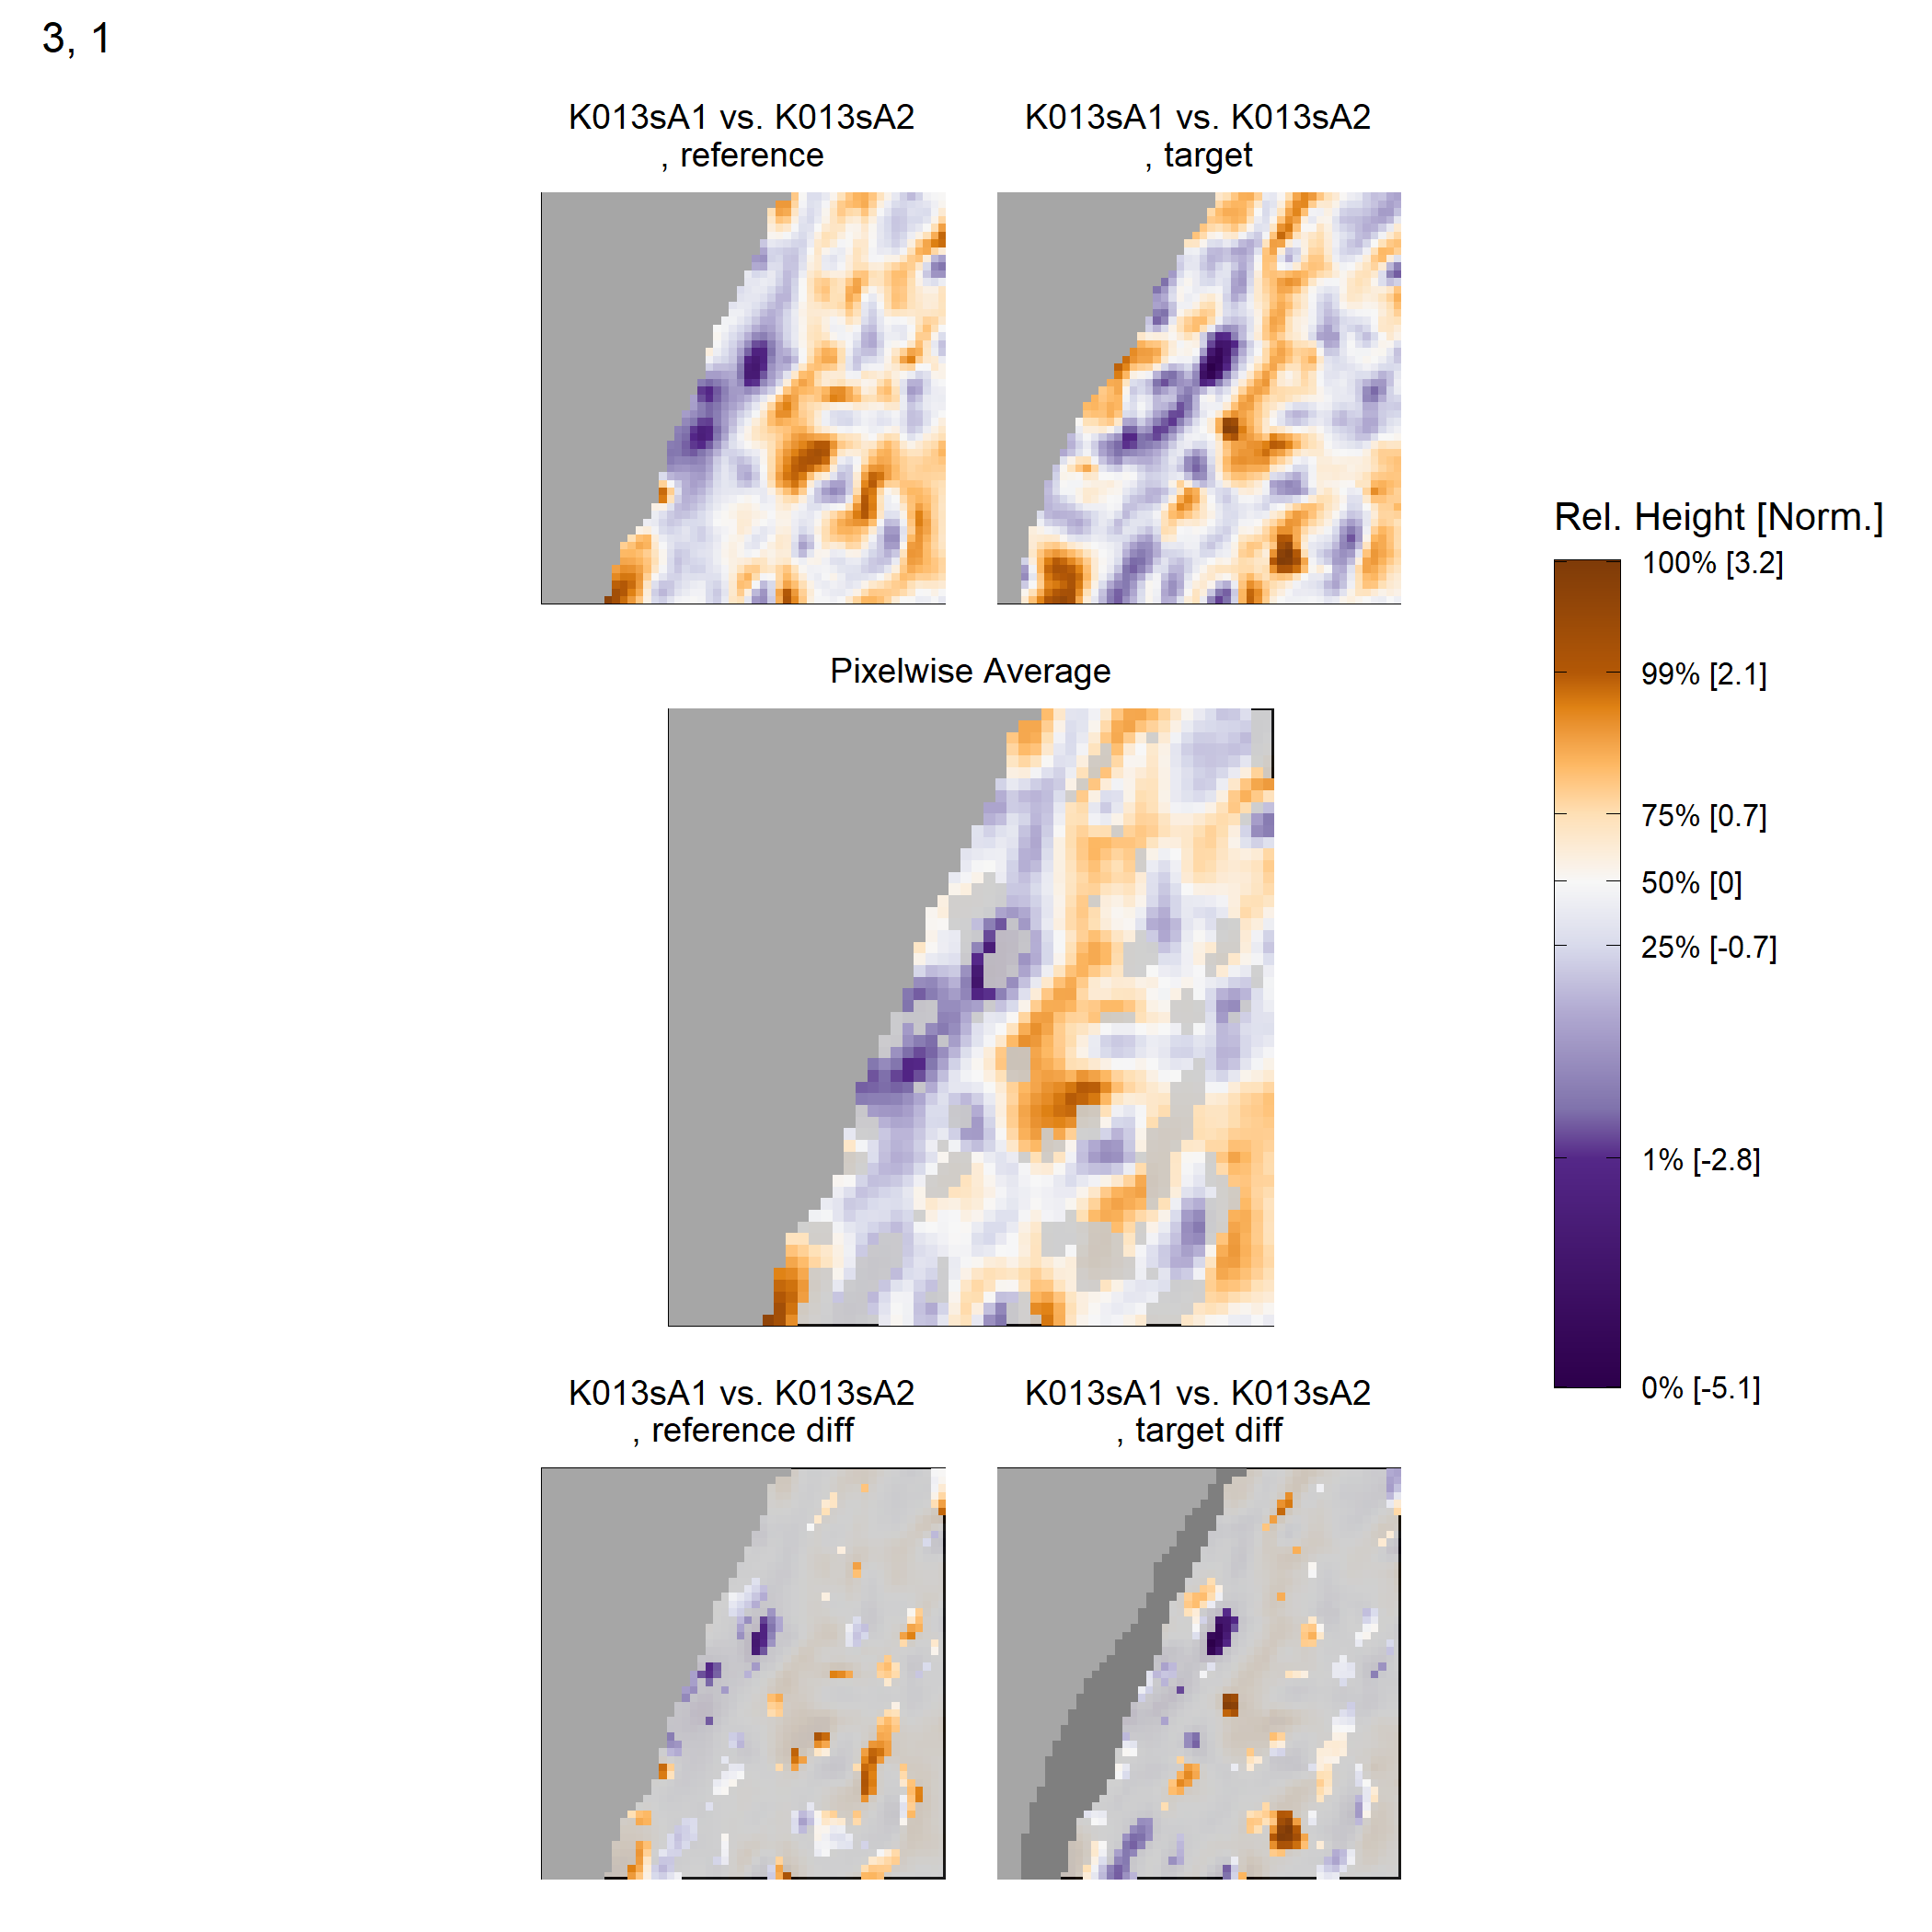 3, 1
K013sA1 vs. K013sA2
, reference
K013sA1 vs. K013sA2
, target
Pixelwise Average
K013sA1 vs. K013sA2
, reference diff
K013sA1 vs. K013sA2
, target diff
Rel. Height [Norm.]
100% [3.2]
99% [2.1]
75% [0.7]
50% [0]
25% [-0.7]
1% [-2.8]
0% [-5.1]